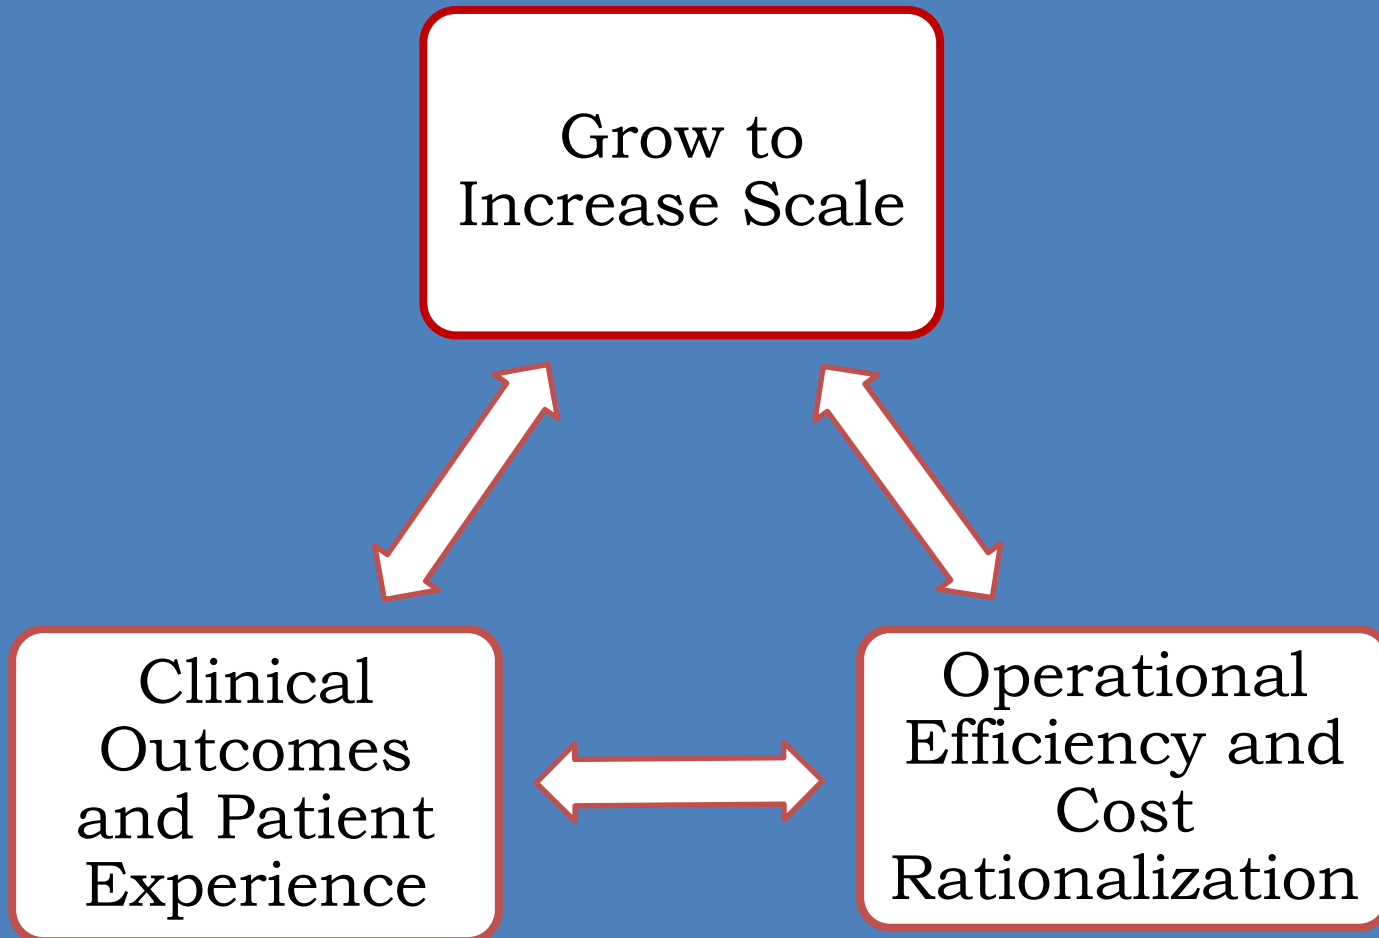 Grow to
Increase Scale
Clinical
Outcomes
and Patient
Experience
Operational
Efficiency and
Cost
Rationalization